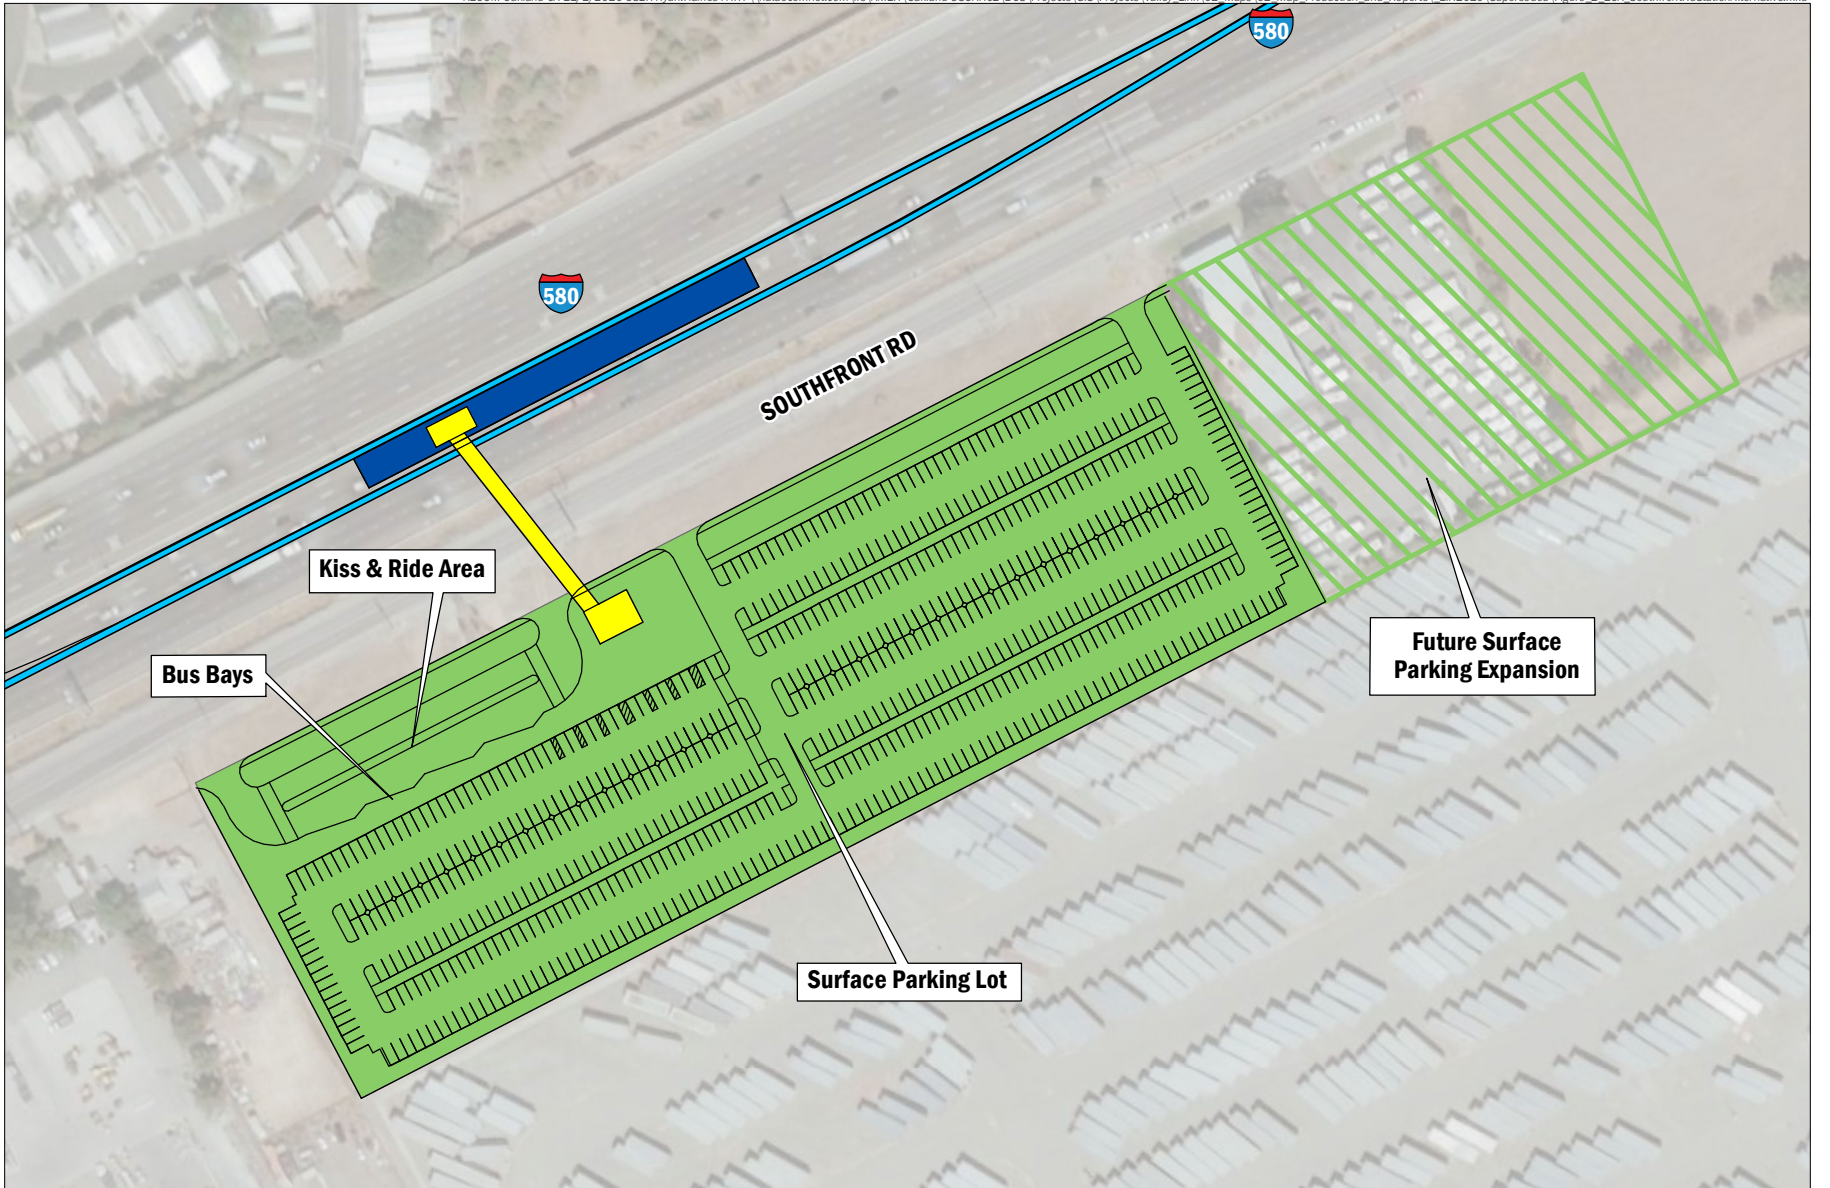 580
580
SOUTHFRONT RD
Kiss & Ride Area
Bus Bays
Future Surface
Parking Expansion
Surface Parking Lot